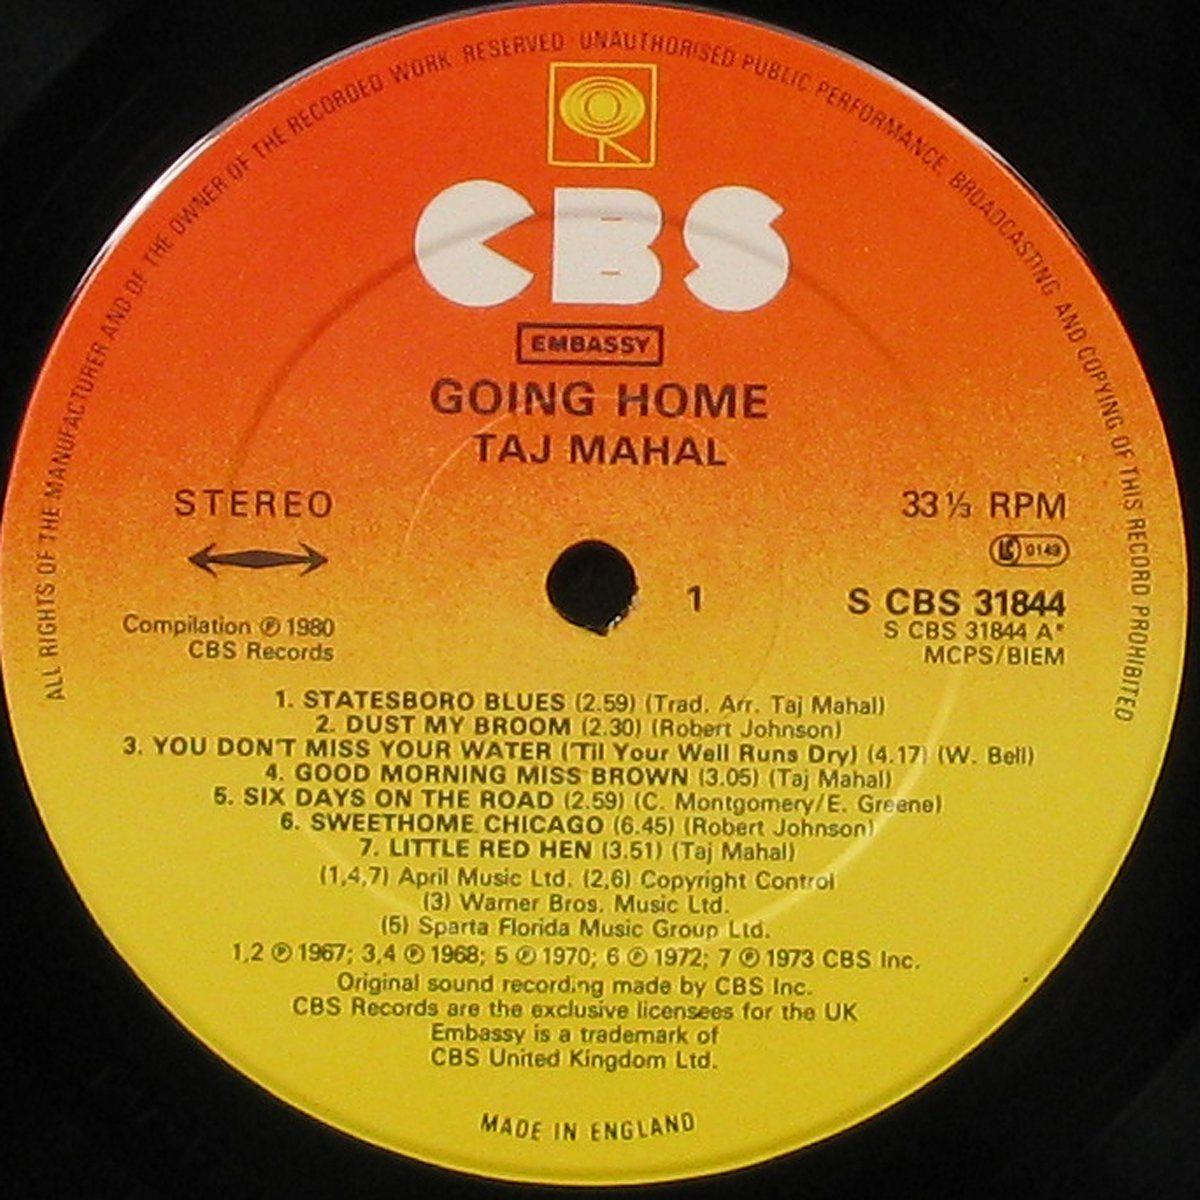 ALL RIGHTS OF THE MANUFACTURER AND OF THE OWNER OF THE RECORDED WORK RESERVED · UNAUTHORISED PUBLIC PERFORMANCE, BROADCASTING AND COPYING OF THIS RECORD PROHIBITED
CBS
EMBASSY
GOING HOME
TAJ MAHAL
STEREO
33 ⅓ RPM
LC 0149
1
S CBS 31844
S CBS 31844 A*
MCPS/BIEM
Compilation ℗ 1980
CBS Records
1. STATESBORO BLUES (2.59) (Trad. Arr. Taj Mahal)
2. DUST MY BROOM (2.30) (Robert Johnson)
3. YOU DON'T MISS YOUR WATER ('Til Your Well Runs Dry) (4.17) (W. Bell)
4. GOOD MORNING MISS BROWN (3.05) (Taj Mahal)
5. SIX DAYS ON THE ROAD (2.59) (C. Montgomery/E. Greene)
6. SWEETHOME CHICAGO (6.45) (Robert Johnson)
7. LITTLE RED HEN (3.51) (Taj Mahal)
(1,4,7) April Music Ltd. (2,6) Copyright Control
(3) Warner Bros. Music Ltd.
(5) Sparta Florida Music Group Ltd.
1,2 ℗ 1967; 3,4 ℗ 1968; 5 ℗ 1970; 6 ℗ 1972; 7 ℗ 1973 CBS Inc.
Original sound recording made by CBS Inc.
CBS Records are the exclusive licensees for the UK
Embassy is a trademark of
CBS United Kingdom Ltd.
MADE IN ENGLAND